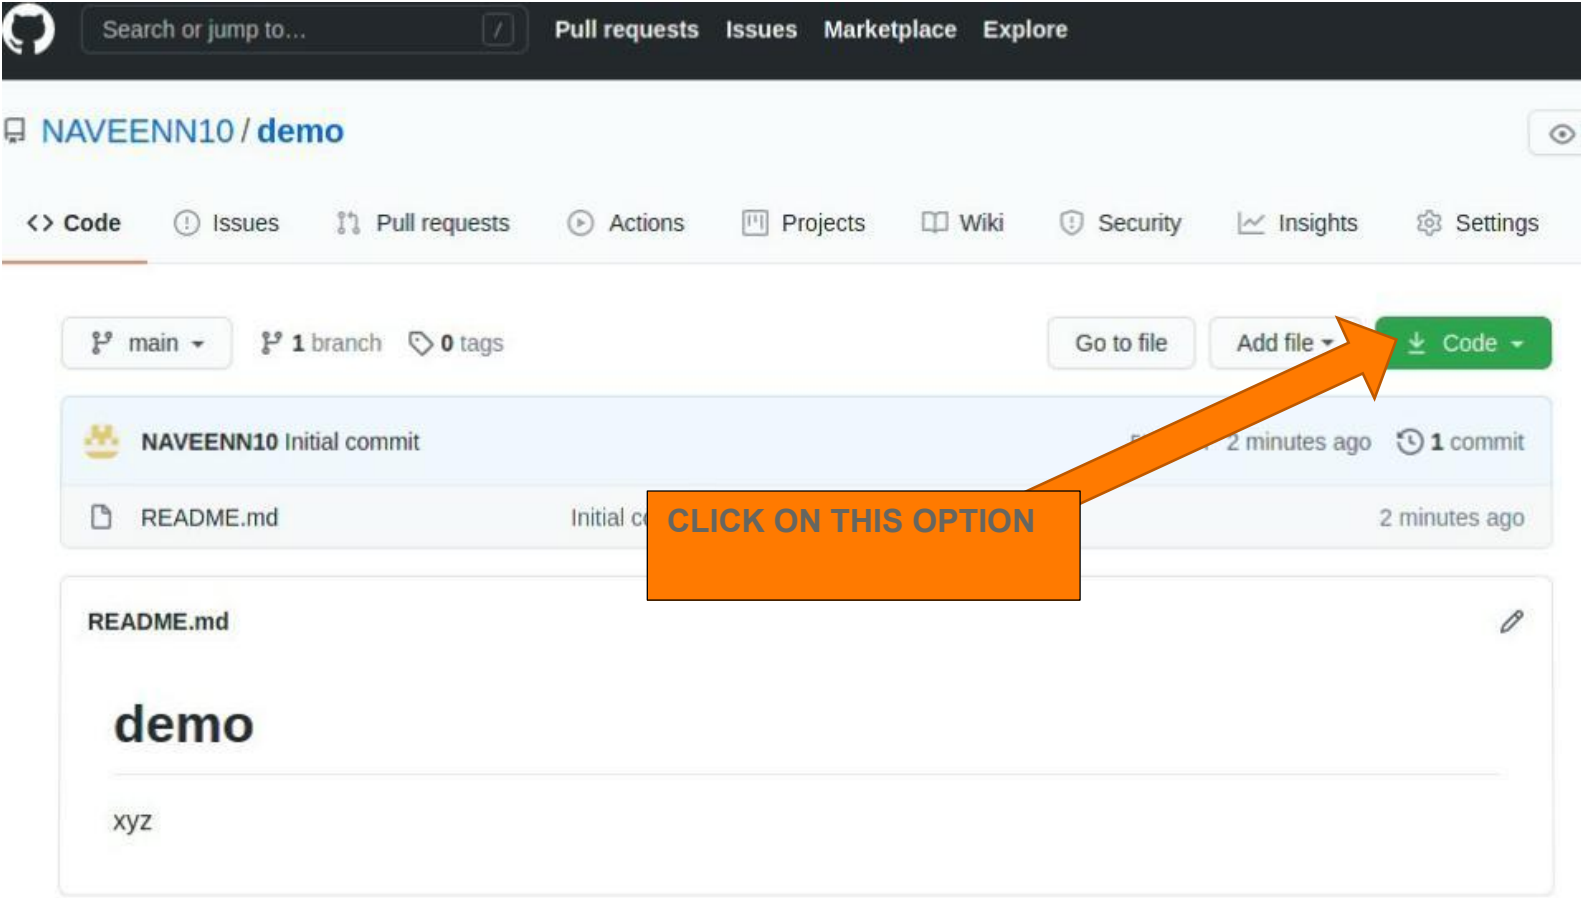 Search or jump to... /
Pull requests Issues Marketplace Explore
NAVEENN10 / demo
<> Code Issues Pull requests Actions Projects Wiki Security Insights Settings
main 1 branch 0 tags Go to file Add file Code
NAVEENN10 Initial commit 2 minutes ago 1 commit
README.md Initial 2 minutes ago
CLICK ON THIS OPTION
README.md
demo
xyz